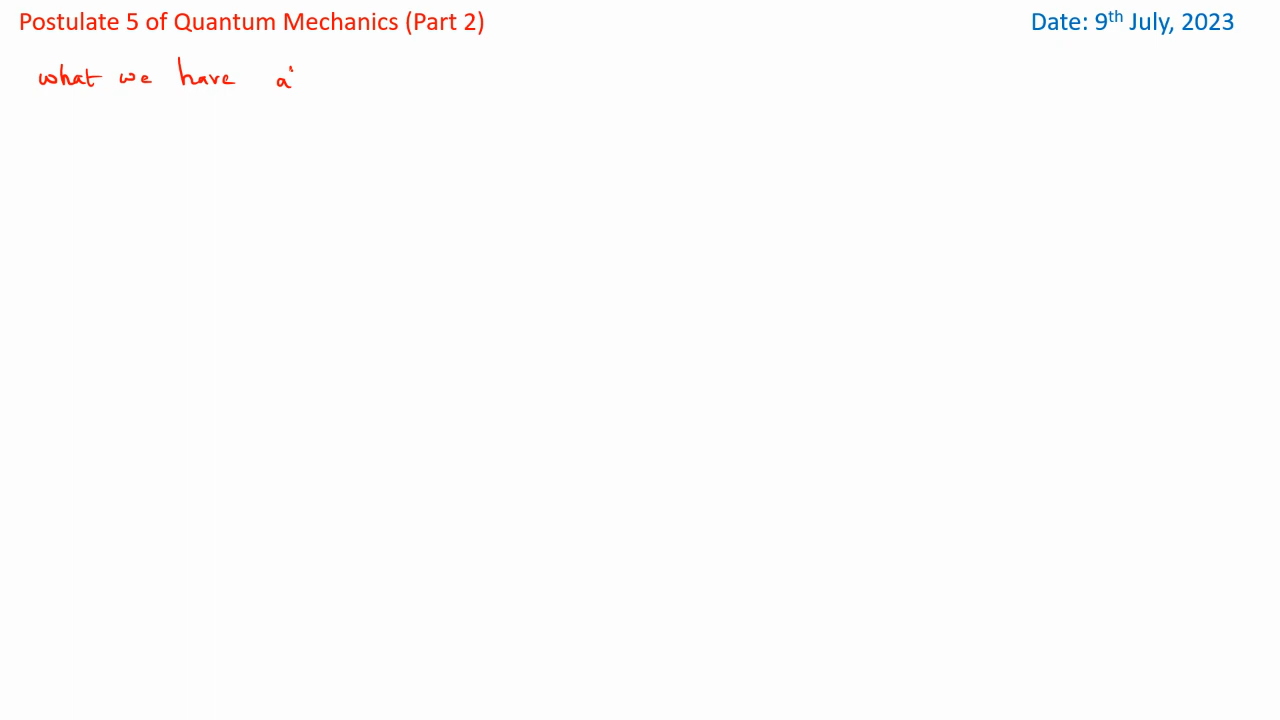 Postulate 5 of Quantum Mechanics (Part 2)
Date: 9th July, 2023
what we have